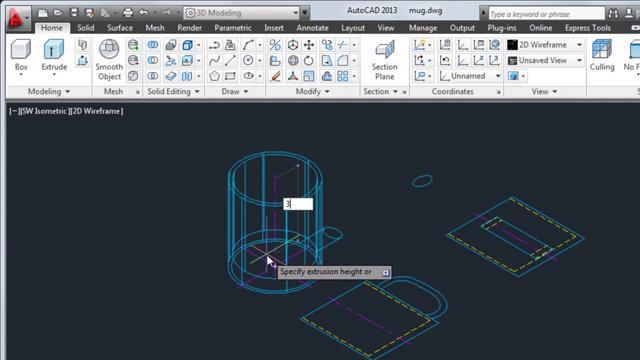 3D Modeling
AutoCAD 2013 mug.dwg
Type a keyword or phrase
Home Solid Surface Mesh Render Parametric Insert Annotate View Manage Output Plug-ins Online Express Tools
Box
Extrude
Smooth
Object
Section
Plane
2D Wireframe
Unsaved View
Unnamed
Culling
No F
Modeling
Mesh
Solid Editing
Draw
Modify
Section
Coordinates
View
[−][SW Isometric][2D Wireframe]
3
Specify extrusion height or